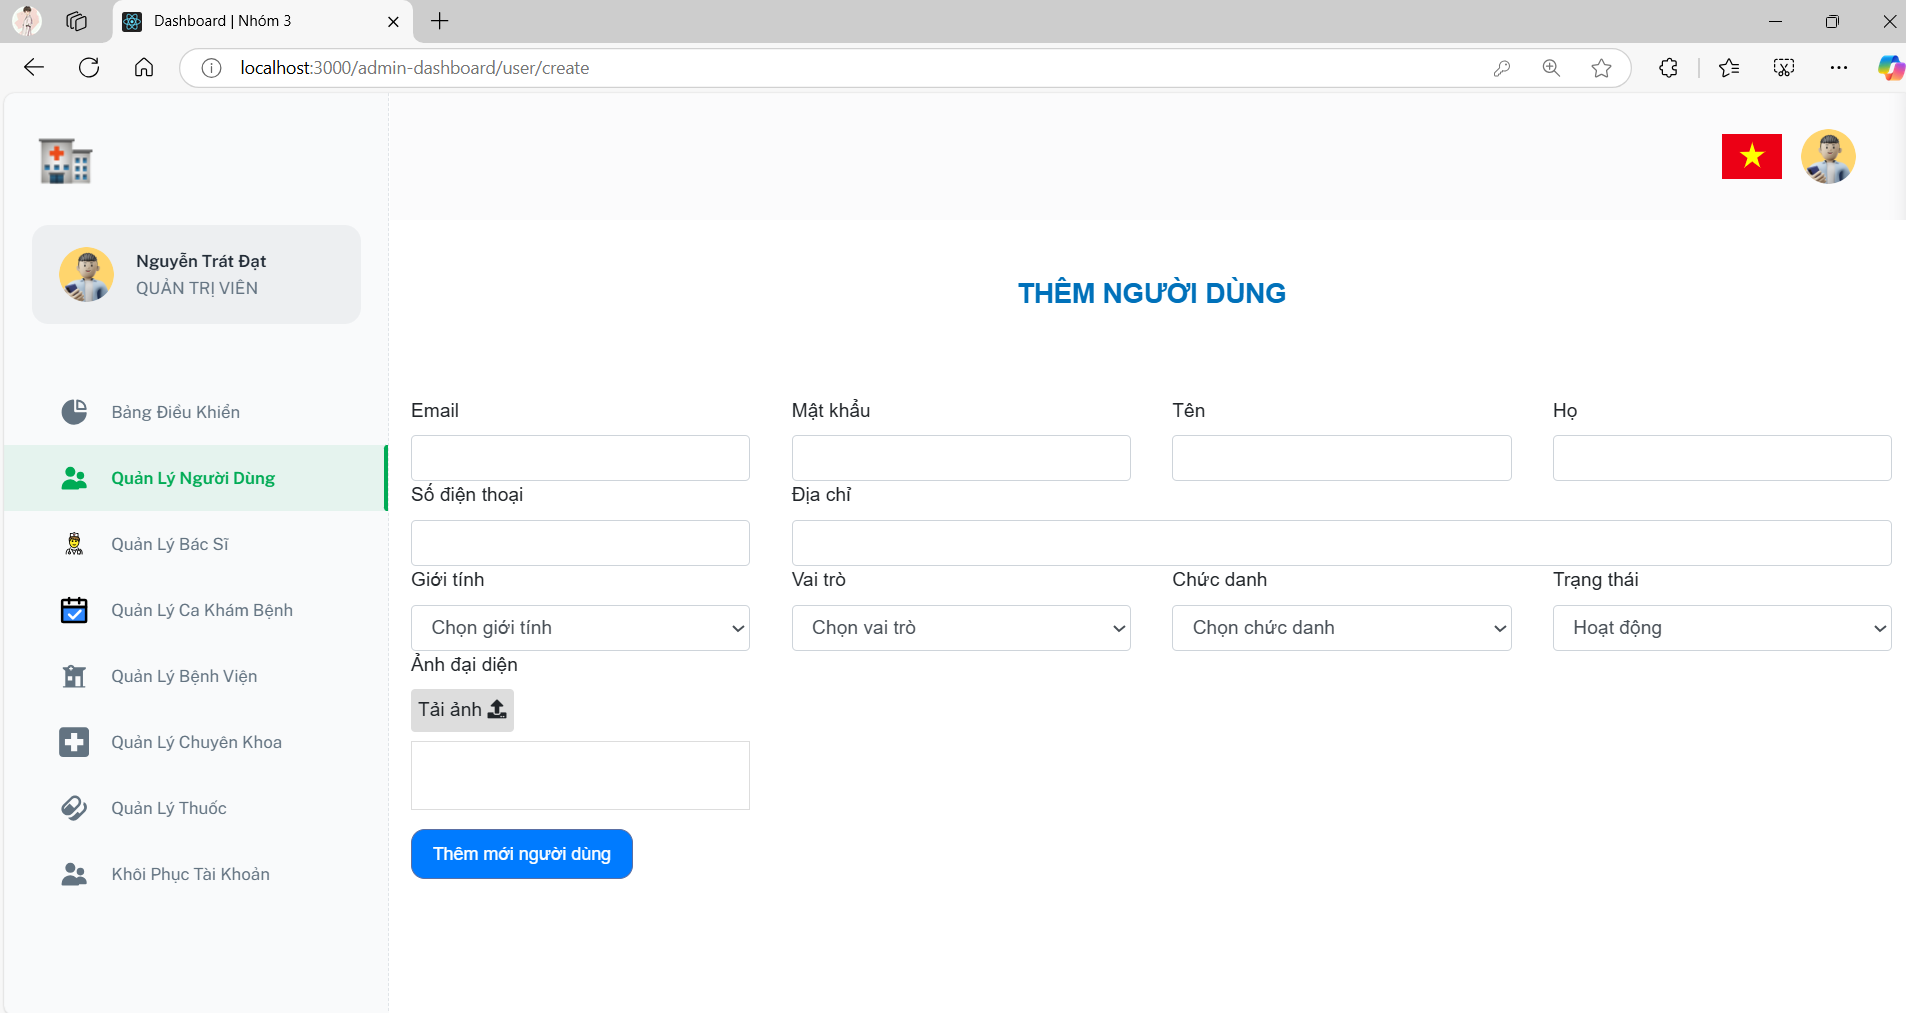 Dashboard | Nhóm 3
localhost:3000/admin-dashboard/user/create
Nguyễn Trát Đạt
QUẢN TRỊ VIÊN
Bảng Điều Khiển
Quản Lý Người Dùng
Quản Lý Bác Sĩ
Quản Lý Ca Khám Bệnh
Quản Lý Bệnh Viện
Quản Lý Chuyên Khoa
Quản Lý Thuốc
Khôi Phục Tài Khoản
THÊM NGƯỜI DÙNG
Email Mật khẩu Tên Họ
Số điện thoại Địa chỉ
Giới tính Vai trò Chức danh Trạng thái
Chọn giới tính Chọn vai trò Chọn chức danh Hoạt động
Ảnh đại diện
Tải ảnh
Thêm mới người dùng